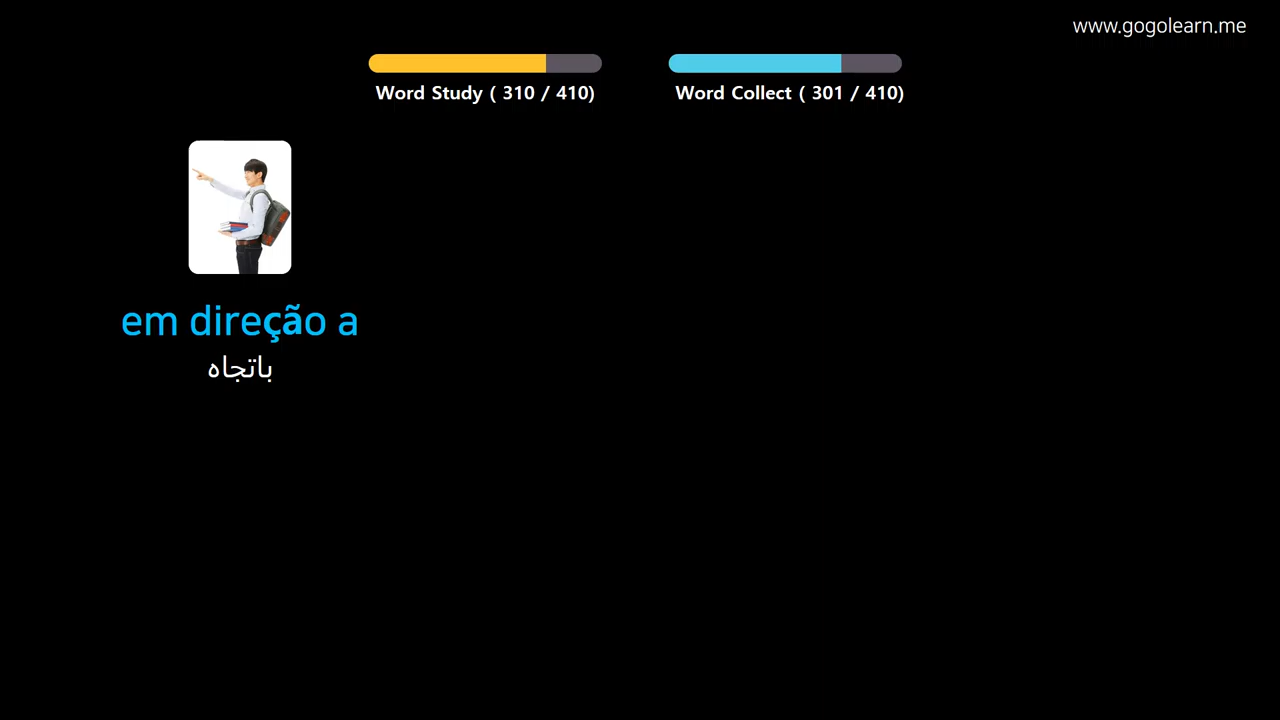 www.gogolearn.me
Word Study ( 310 / 410)
Word Collect ( 301 / 410)
em direção a
باتجاه